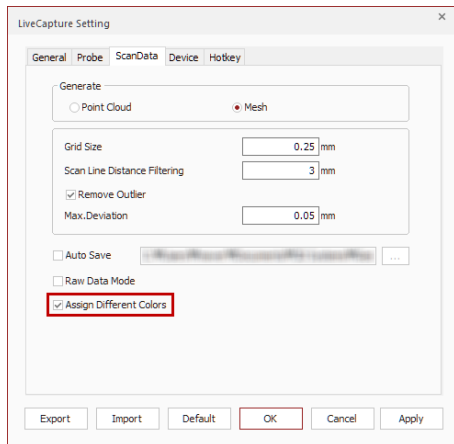 LiveCapture Setting
General Probe ScanData Device Hotkey
Generate
Point Cloud Mesh
Grid Size 0.25 mm
Scan Line Distance Filtering 3 mm
Remove Outlier
Max.Deviation 0.05 mm
Auto Save ...
Raw Data Mode
Assign Different Colors
Export Import Default OK Cancel Apply